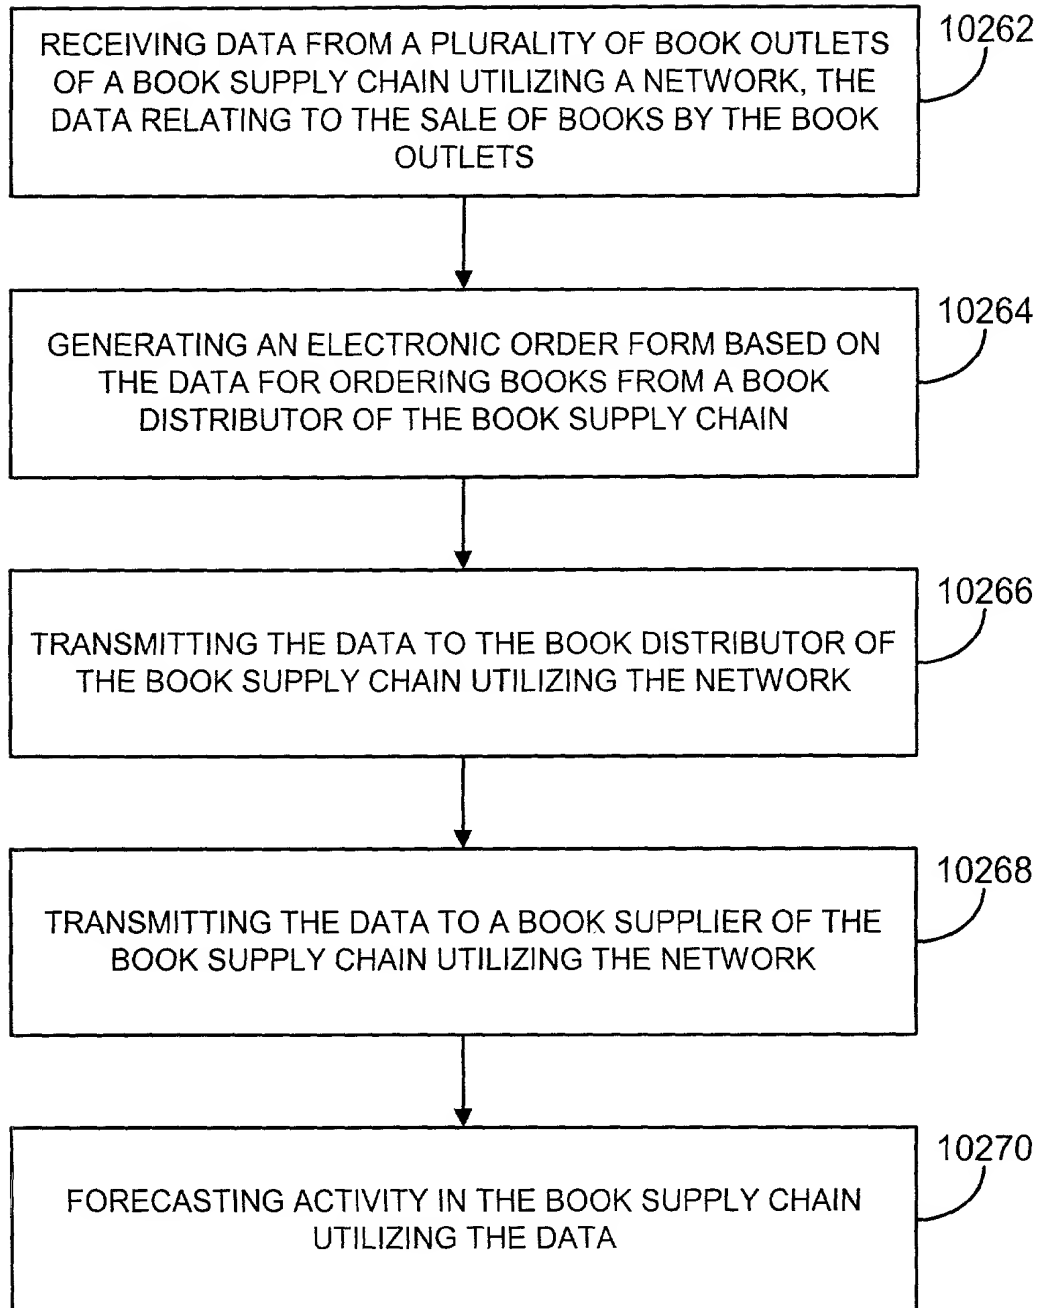 10262
RECEIVING DATA FROM A PLURALITY OF BOOK OUTLETS
OF A BOOK SUPPLY CHAIN UTILIZING A NETWORK, THE
DATA RELATING TO THE SALE OF BOOKS BY THE BOOK
OUTLETS
10264
GENERATING AN ELECTRONIC ORDER FORM BASED ON
THE DATA FOR ORDERING BOOKS FROM A BOOK
DISTRIBUTOR OF THE BOOK SUPPLY CHAIN
10266
TRANSMITTING THE DATA TO THE BOOK DISTRIBUTOR OF
THE BOOK SUPPLY CHAIN UTILIZING THE NETWORK
10268
TRANSMITTING THE DATA TO A BOOK SUPPLIER OF THE
BOOK SUPPLY CHAIN UTILIZING THE NETWORK
10270
FORECASTING ACTIVITY IN THE BOOK SUPPLY CHAIN
UTILIZING THE DATA